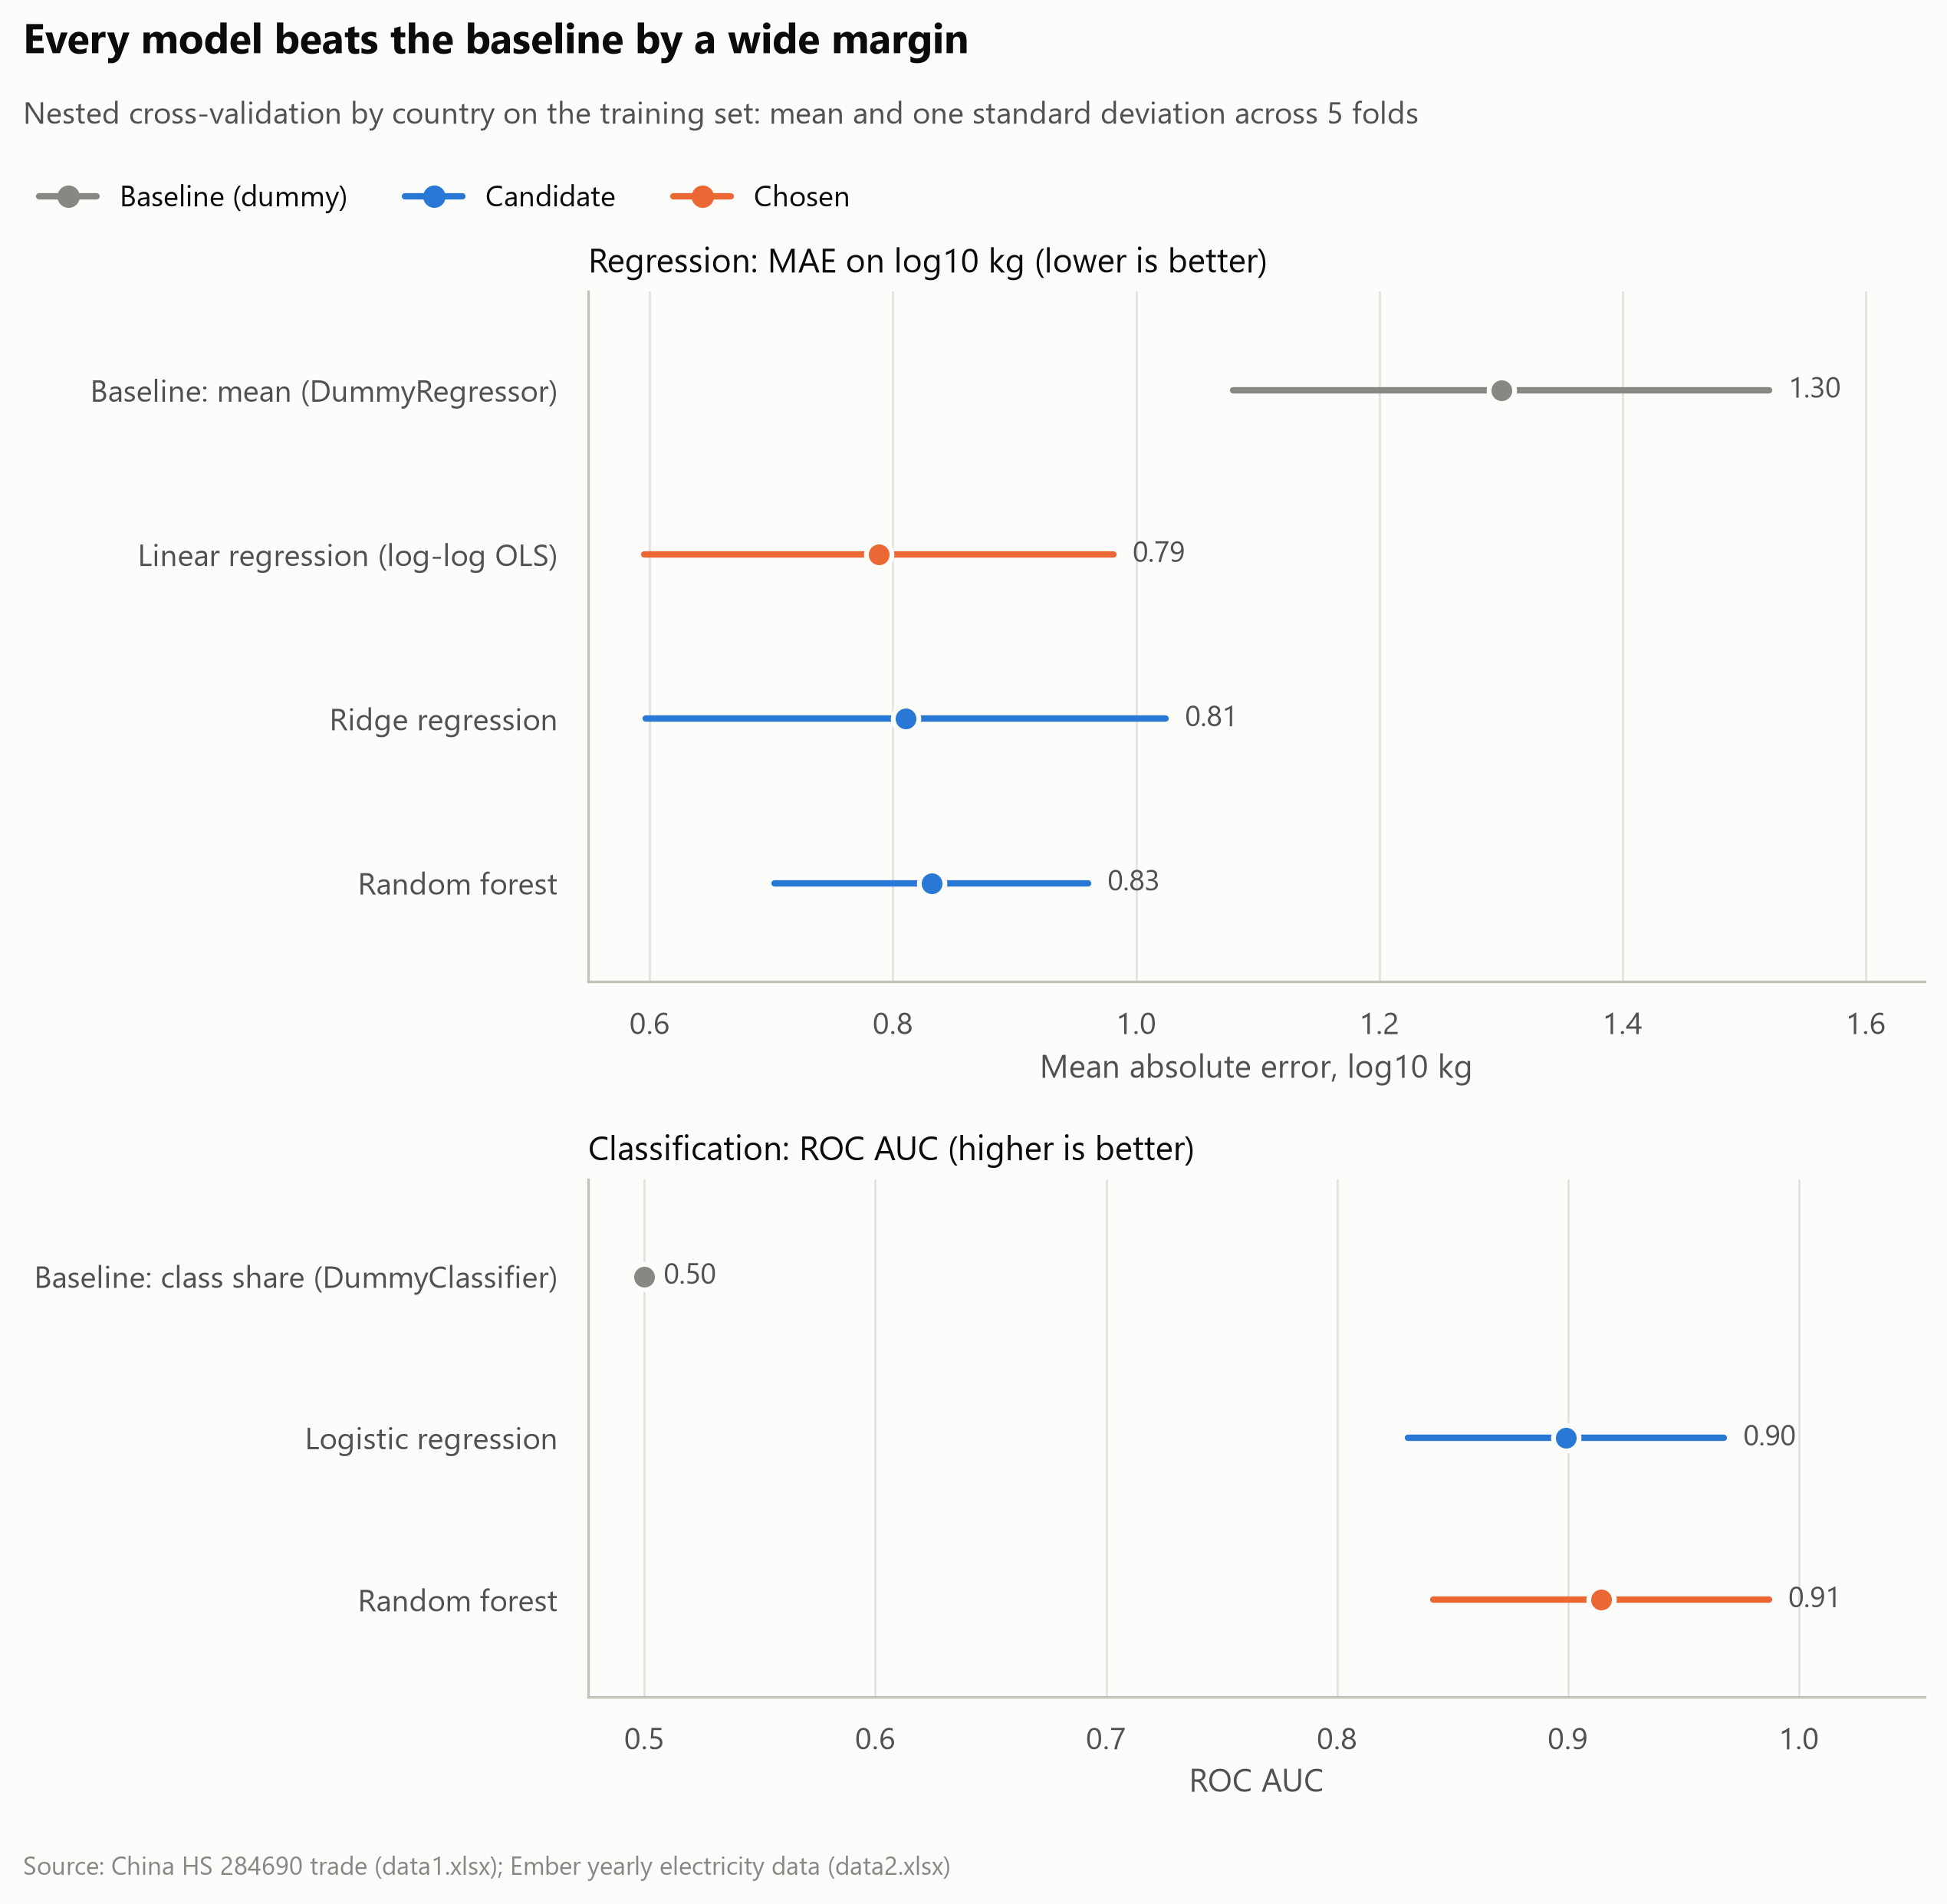 Every model beats the baseline by a wide margin
Nested cross-validation by country on the training set: mean and one standard deviation across 5 folds
Baseline (dummy) Candidate Chosen
Regression: MAE on log10 kg (lower is better)
Baseline: mean (DummyRegressor) 1.30
Linear regression (log-log OLS) 0.79
Ridge regression 0.81
Random forest 0.83
0.6 0.8 1.0 1.2 1.4 1.6
Mean absolute error, log10 kg
Classification: ROC AUC (higher is better)
Baseline: class share (DummyClassifier) 0.50
Logistic regression 0.90
Random forest 0.91
0.5 0.6 0.7 0.8 0.9 1.0
ROC AUC
Source: China HS 284690 trade (data1.xlsx); Ember yearly electricity data (data2.xlsx)